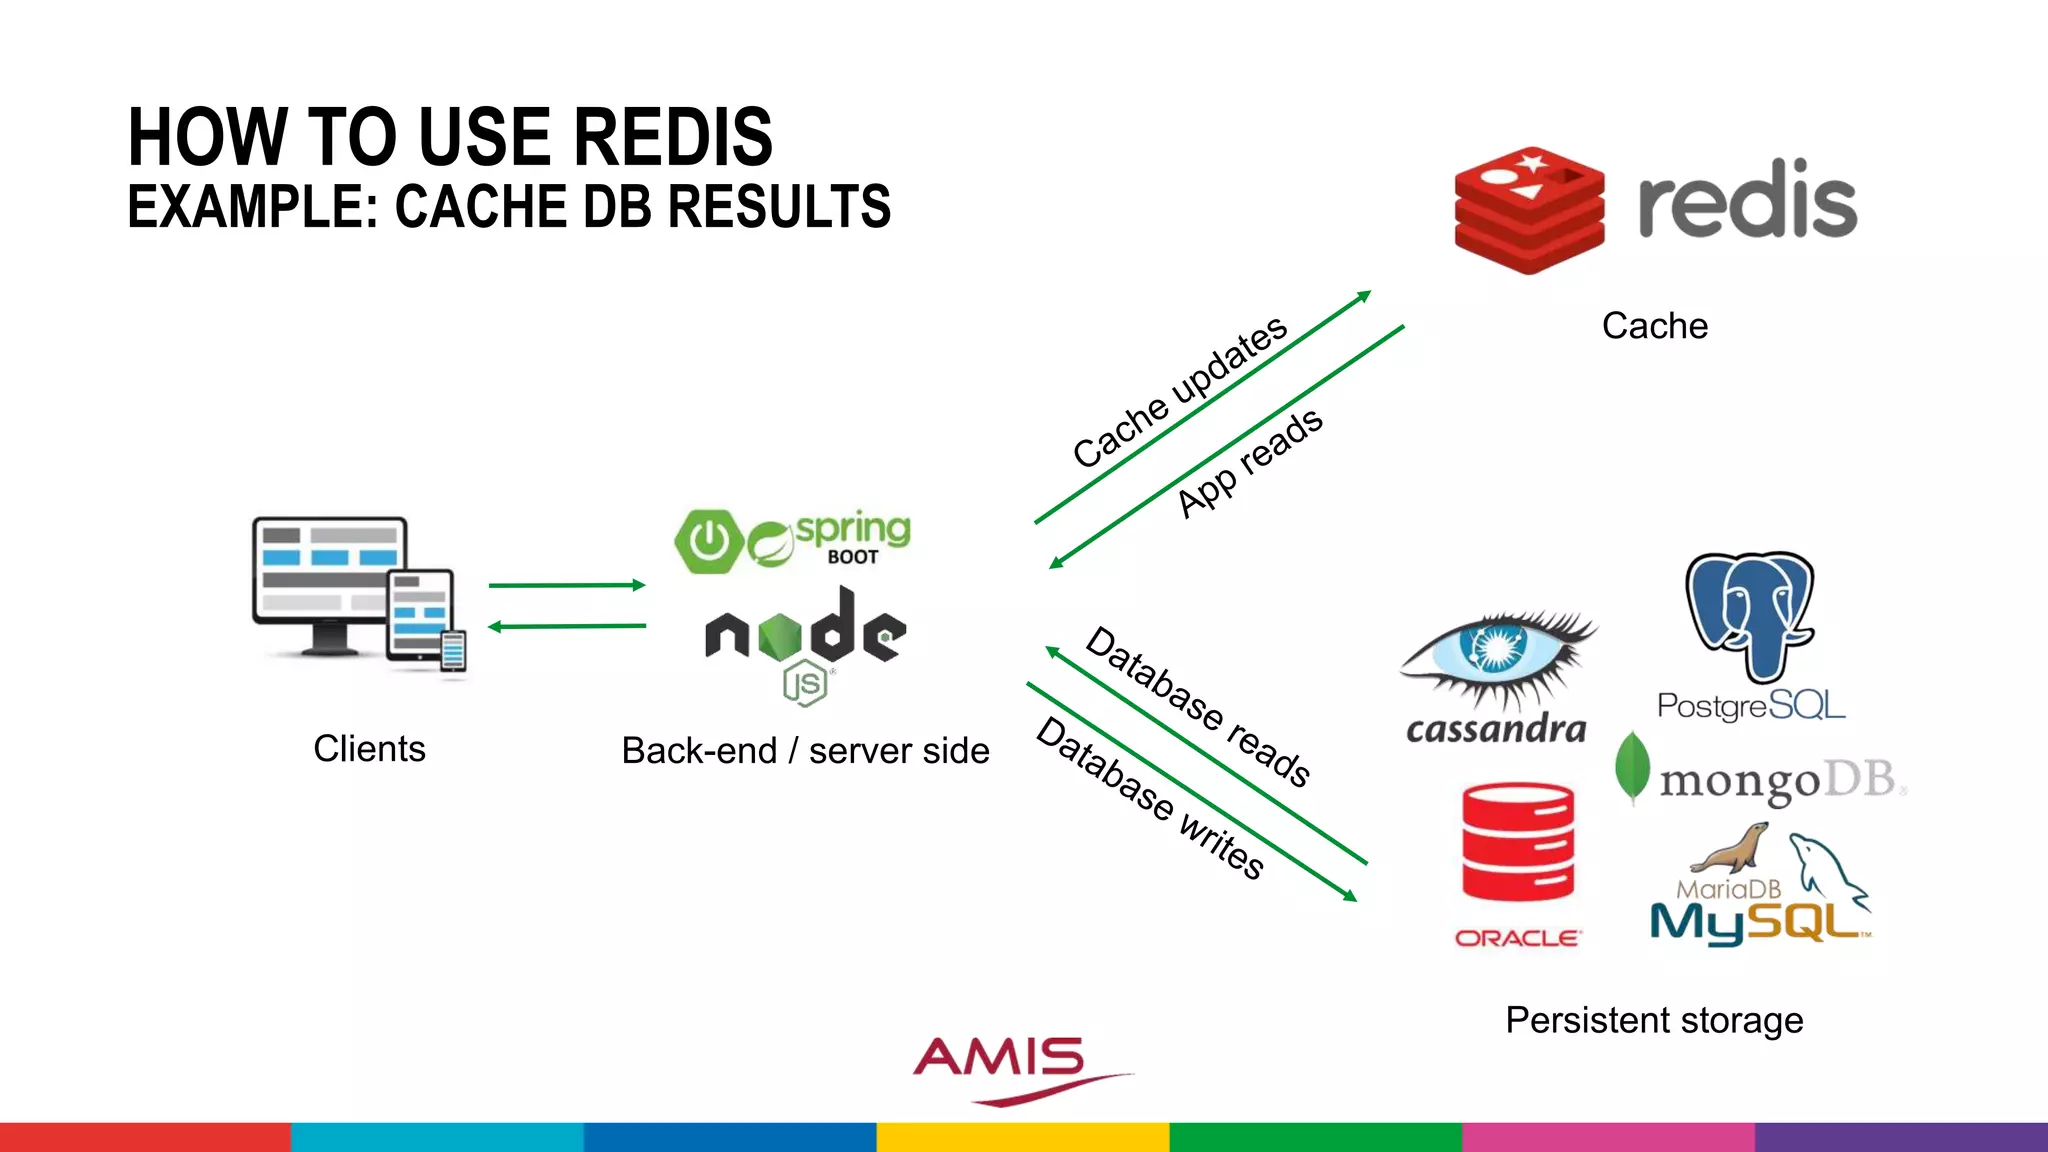 HOW TO USE REDIS
EXAMPLE: CACHE DB RESULTS
redis
Cache
Cache updates
App reads
spring
BOOT
node
JS®
Clients
Back-end / server side
Database reads
Database writes
cassandra
PostgreSQL
mongoDB®
ORACLE®
MariaDB
MySQL™
Persistent storage
AMIS